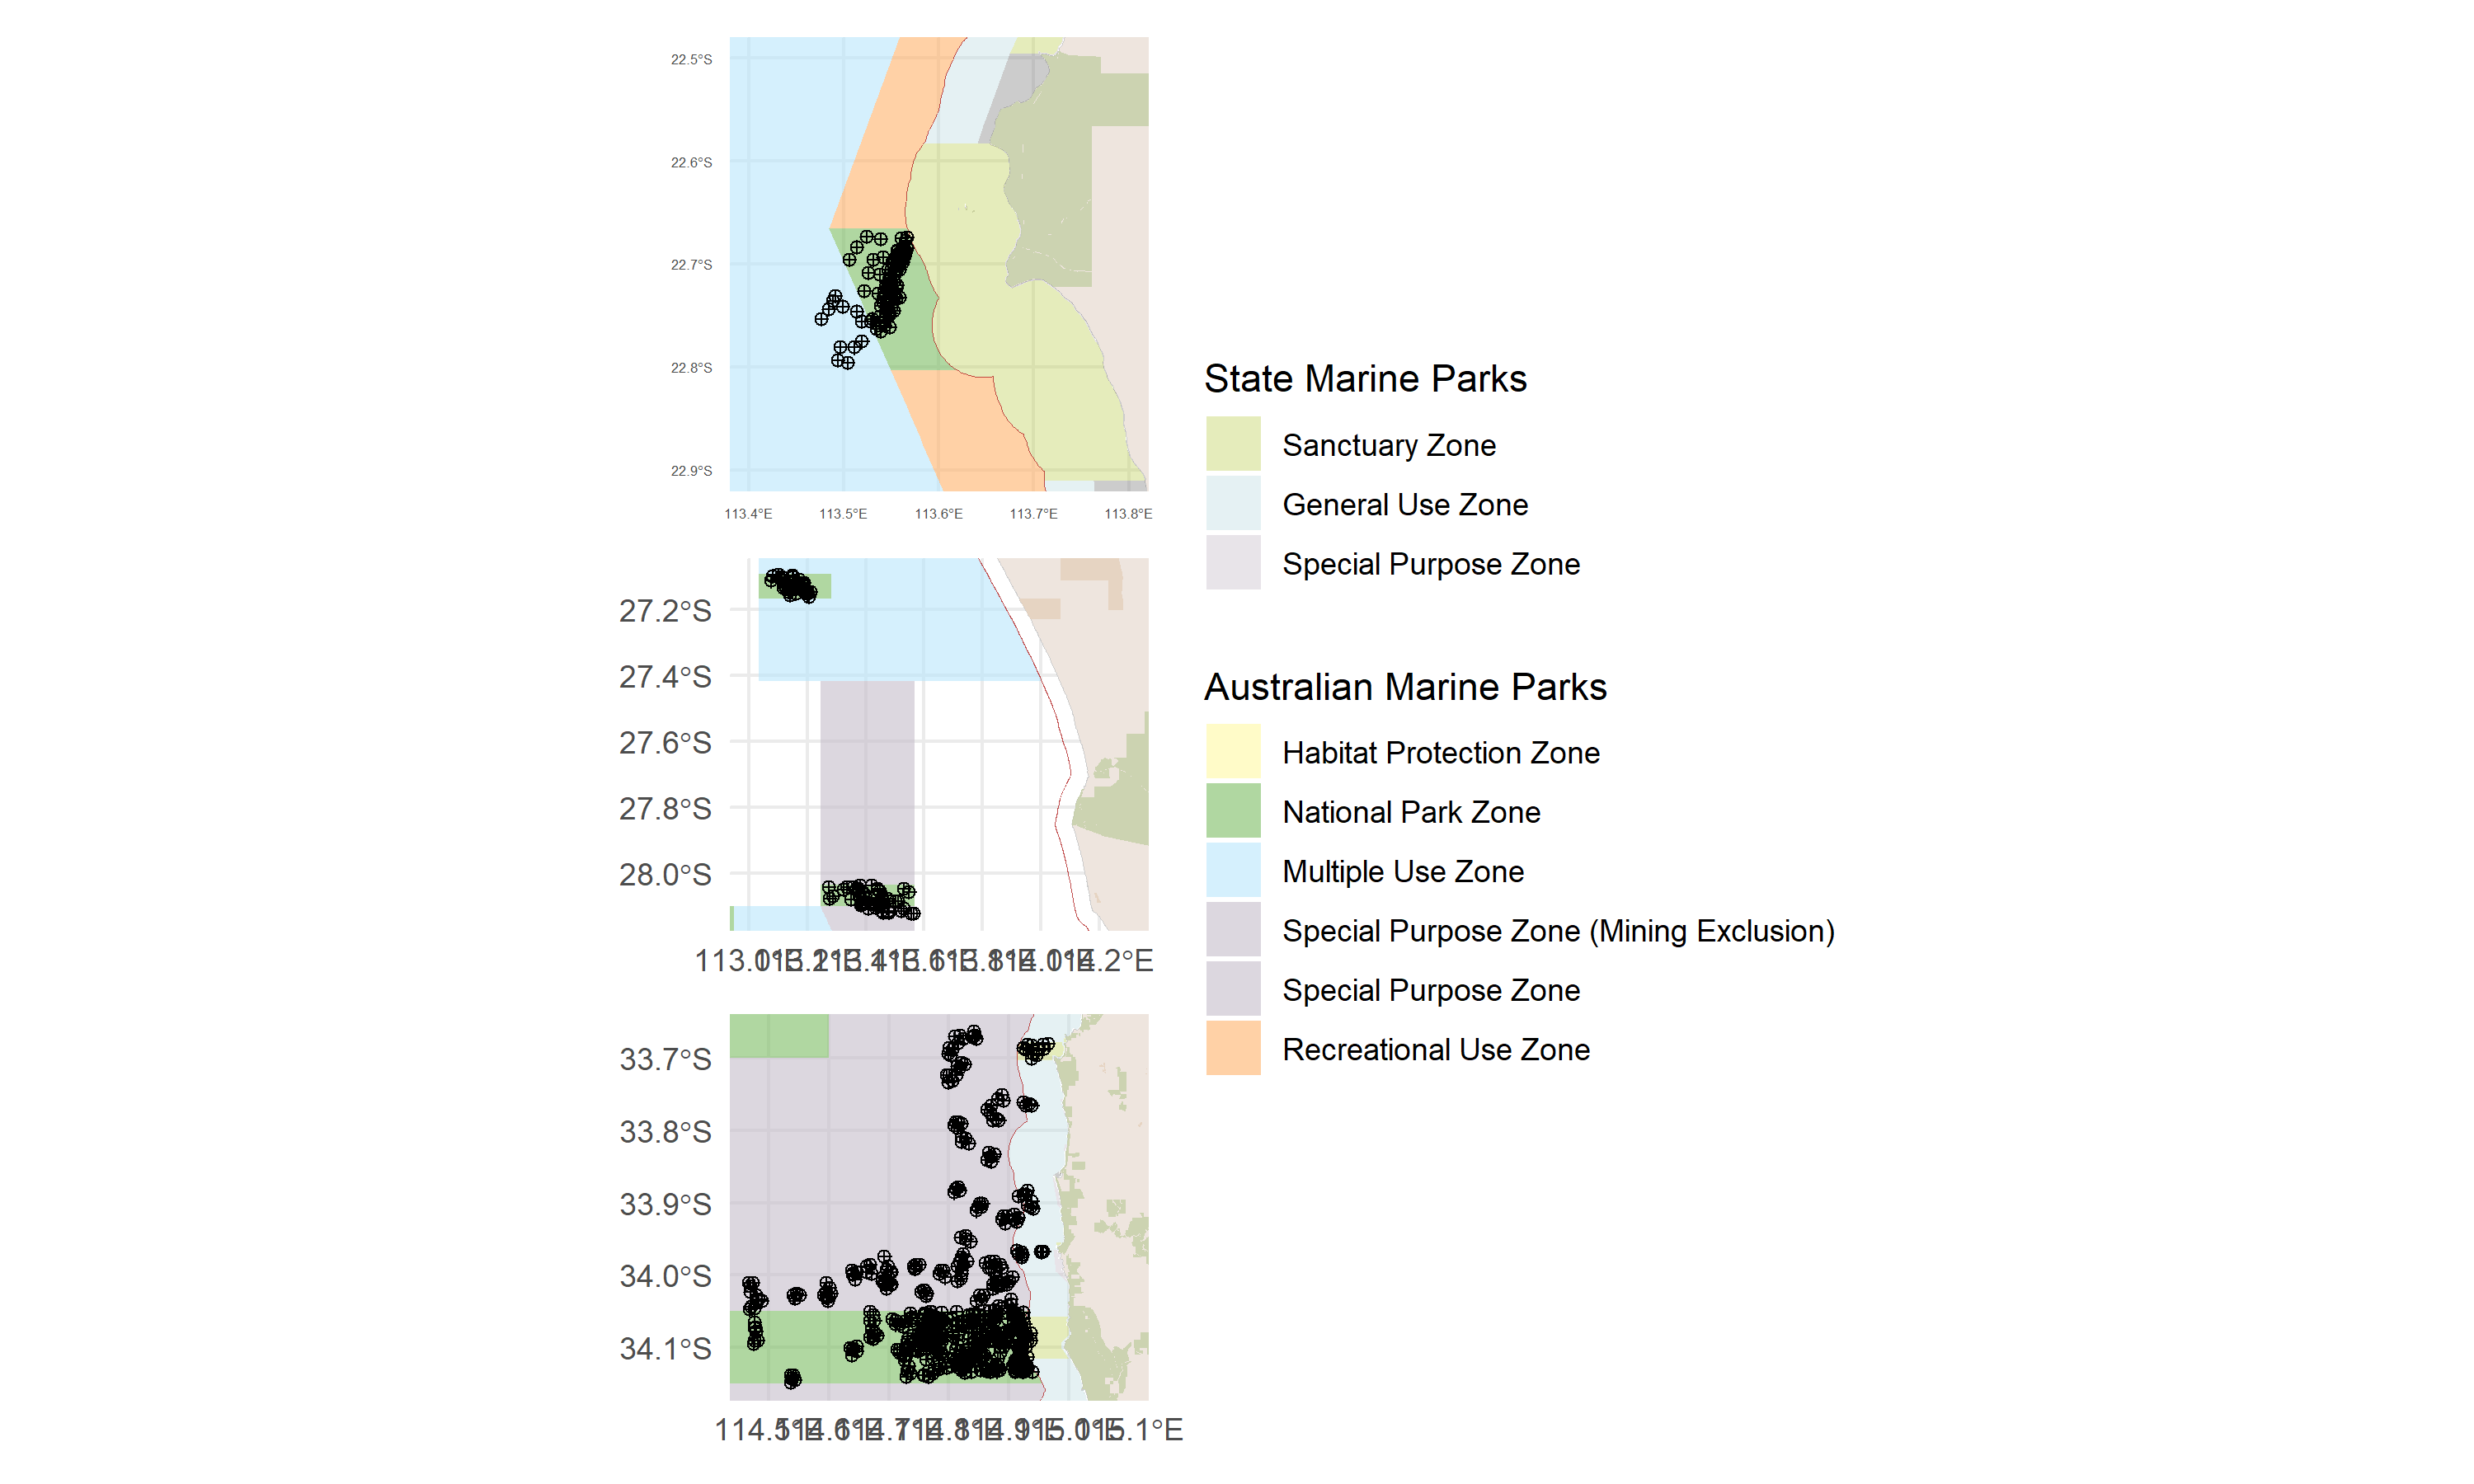 22.5°S
22.6°S
22.7°S
22.8°S
22.9°S
113.4°E 113.5°E 113.6°E 113.7°E 113.8°E
27.2°S
27.4°S
27.6°S
27.8°S
28.0°S
113.0°E 113.2°E 113.4°E 113.6°E 113.8°E 114.0°E 114.2°E
33.7°S
33.8°S
33.9°S
34.0°S
34.1°S
114.5°E 114.6°E 114.7°E 114.8°E 114.9°E 115.0°E 115.1°E
State Marine Parks
Sanctuary Zone
General Use Zone
Special Purpose Zone
Australian Marine Parks
Habitat Protection Zone
National Park Zone
Multiple Use Zone
Special Purpose Zone (Mining Exclusion)
Special Purpose Zone
Recreational Use Zone